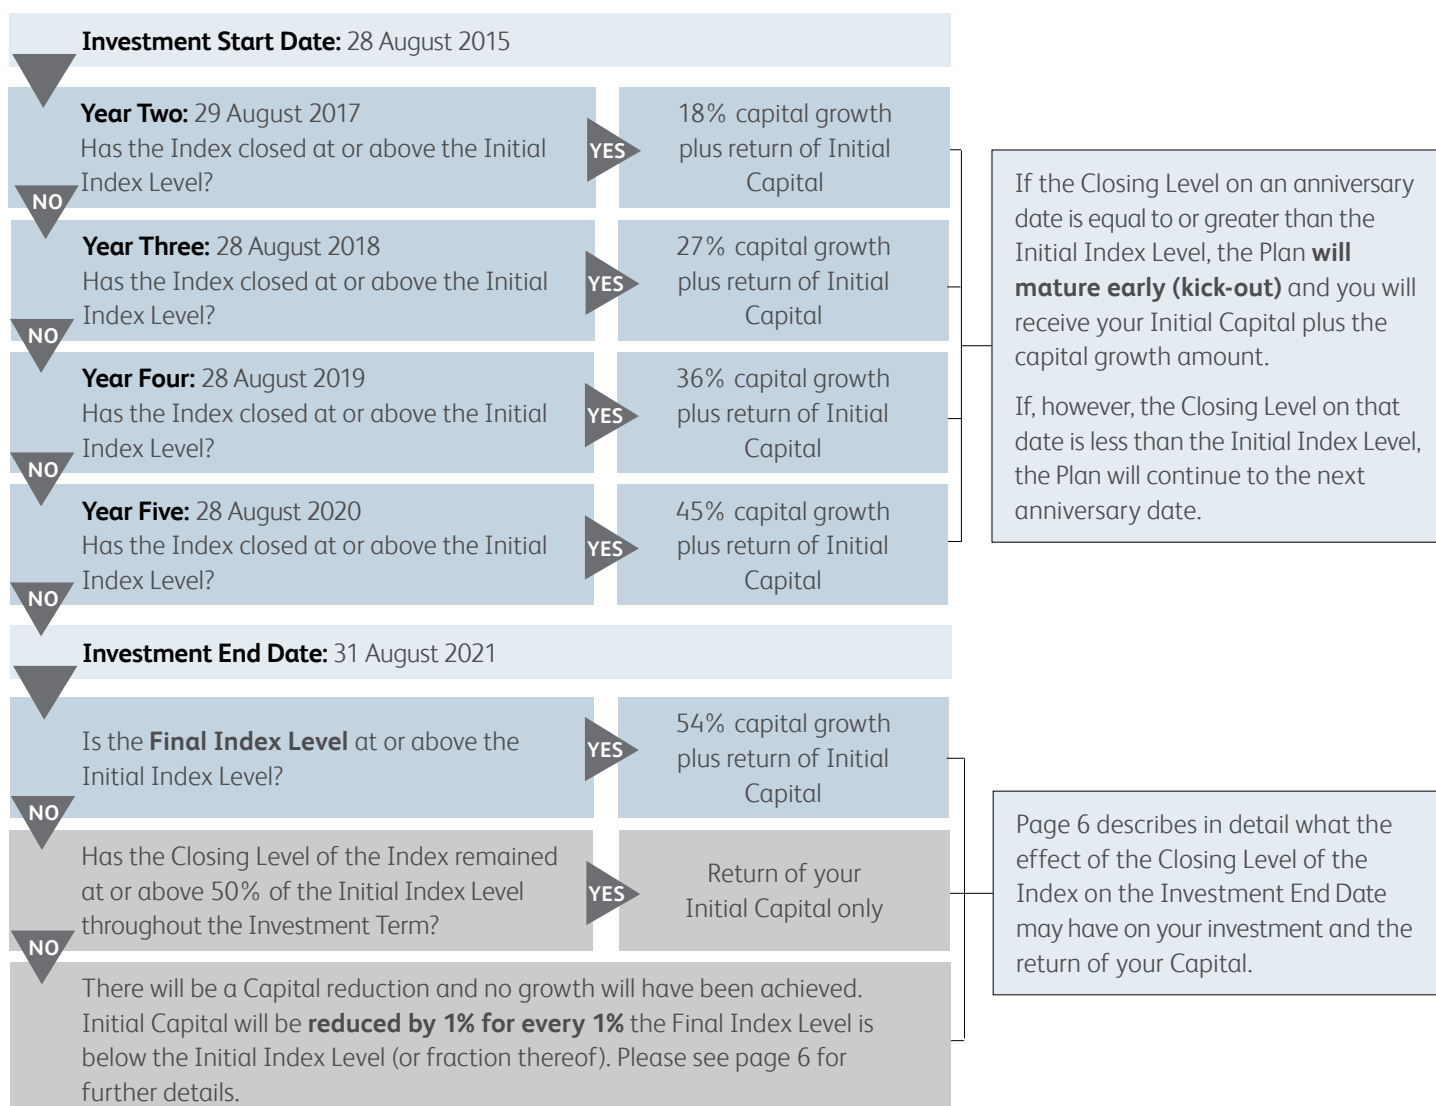 Investment Start Date: 28 August 2015
Year Two: 29 August 2017
Has the Index closed at or above the Initial
Index Level?
YES
18% capital growth
plus return of Initial
Capital
NO
Year Three: 28 August 2018
Has the Index closed at or above the Initial
Index Level?
YES
27% capital growth
plus return of Initial
Capital
NO
Year Four: 28 August 2019
Has the Index closed at or above the Initial
Index Level?
YES
36% capital growth
plus return of Initial
Capital
NO
Year Five: 28 August 2020
Has the Index closed at or above the Initial
Index Level?
YES
45% capital growth
plus return of Initial
Capital
NO
If the Closing Level on an anniversary
date is equal to or greater than the
Initial Index Level, the Plan will
mature early (kick-out) and you will
receive your Initial Capital plus the
capital growth amount.
If, however, the Closing Level on that
date is less than the Initial Index Level,
the Plan will continue to the next
anniversary date.
Investment End Date: 31 August 2021
Is the Final Index Level at or above the
Initial Index Level?
YES
54% capital growth
plus return of Initial
Capital
NO
Has the Closing Level of the Index remained
at or above 50% of the Initial Index Level
throughout the Investment Term?
YES
Return of your
Initial Capital only
NO
There will be a Capital reduction and no growth will have been achieved.
Initial Capital will be reduced by 1% for every 1% the Final Index Level is
below the Initial Index Level (or fraction thereof). Please see page 6 for
further details.
Page 6 describes in detail what the
effect of the Closing Level of the
Index on the Investment End Date
may have on your investment and the
return of your Capital.